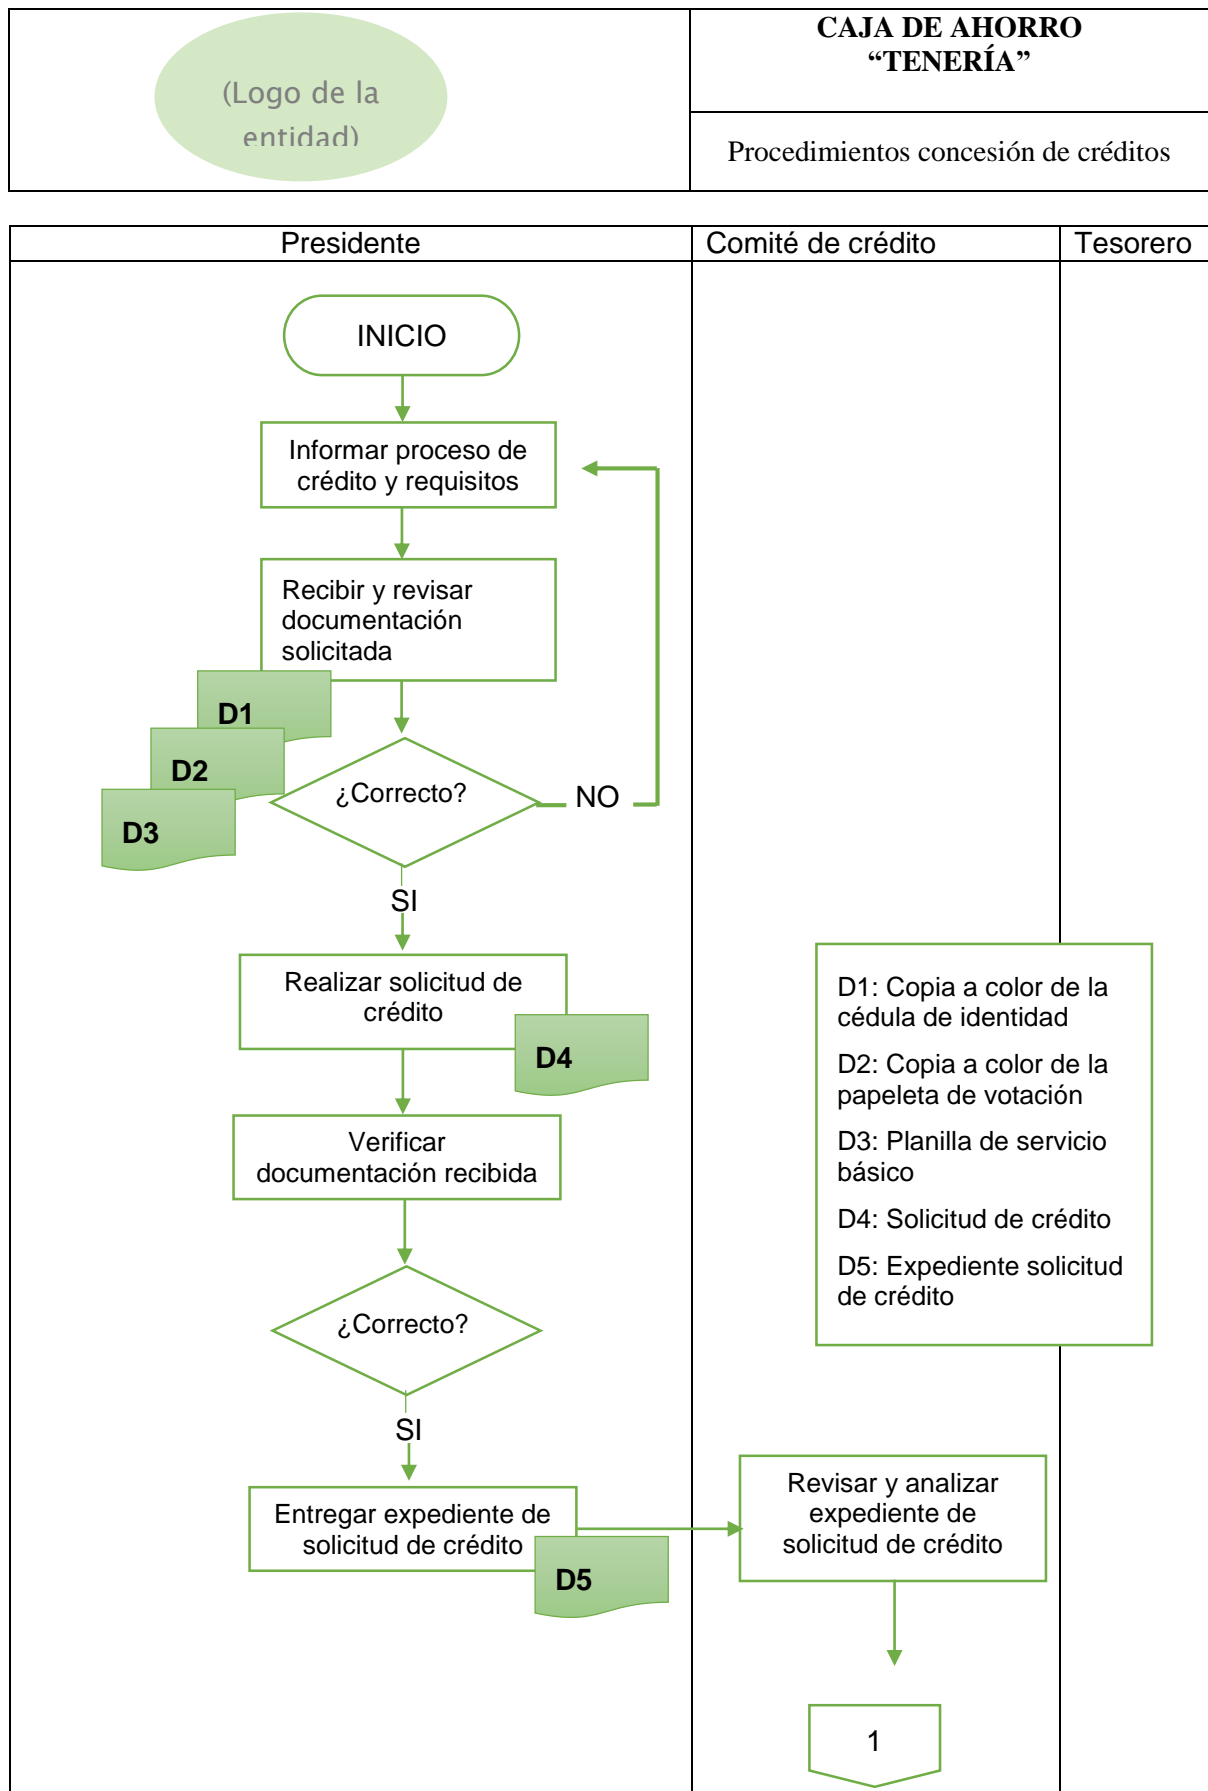 (Logo de la
entidad)
CAJA DE AHORRO
“TENERÍA”
Procedimientos concesión de créditos
Presidente
Comité de crédito
Tesorero
INICIO
Informar proceso de
crédito y requisitos
Recibir y revisar
documentación
solicitada
D1
D2
D3
¿Correcto?
NO
SI
Realizar solicitud de
crédito
D4
Verificar
documentación recibida
¿Correcto?
SI
Entregar expediente de
solicitud de crédito
D5
D1: Copia a color de la
cédula de identidad
D2: Copia a color de la
papeleta de votación
D3: Planilla de servicio
básico
D4: Solicitud de crédito
D5: Expediente solicitud
de crédito
Revisar y analizar
expediente de
solicitud de crédito
1